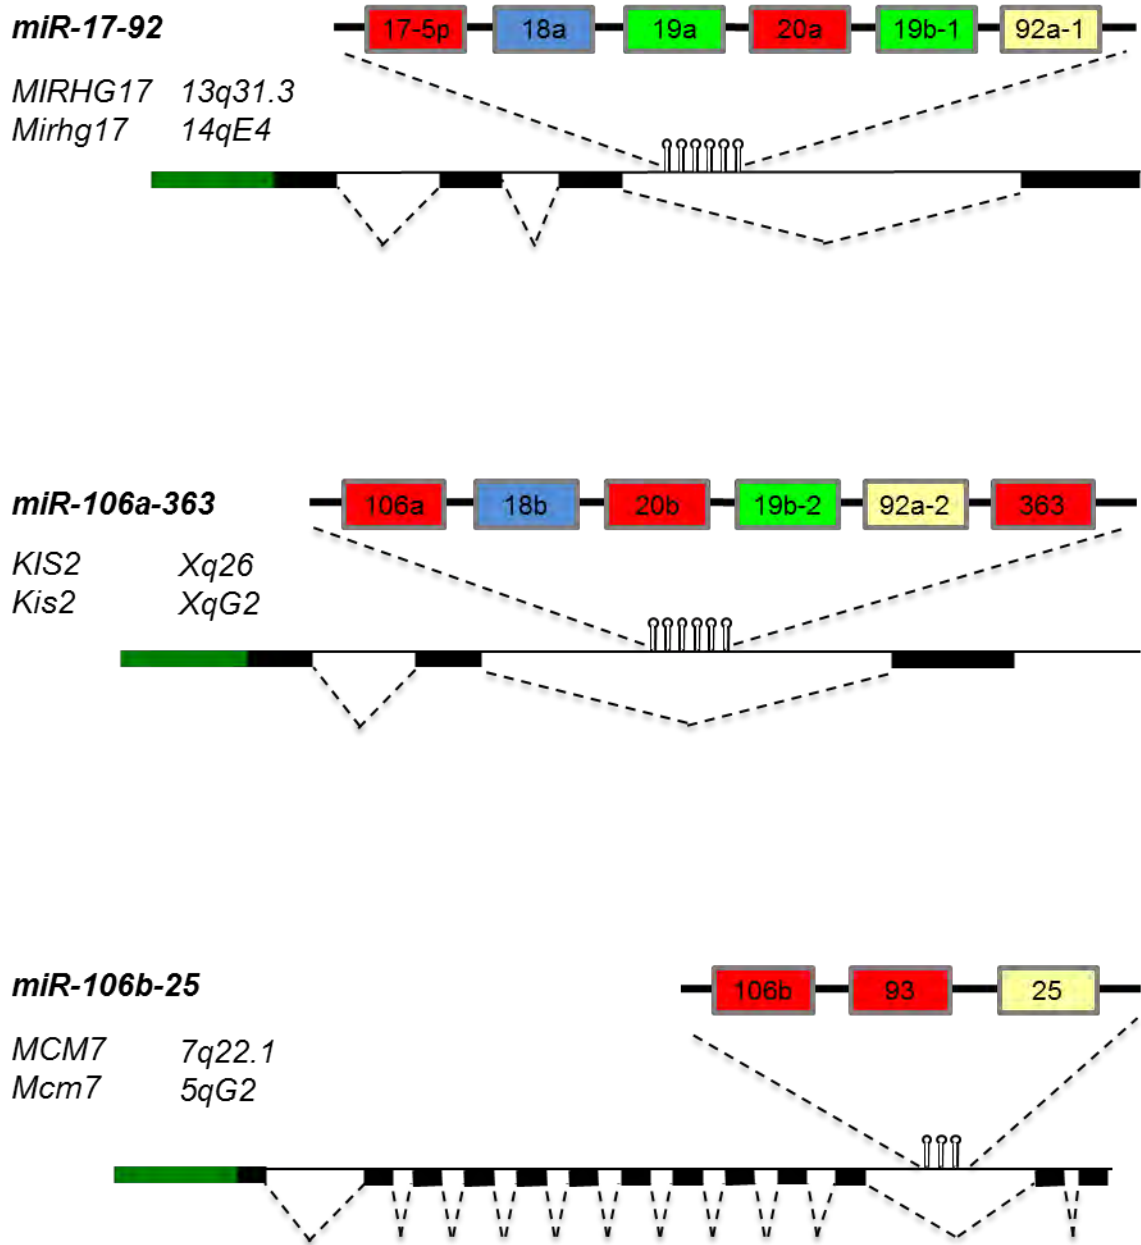 miR-17-92
17-5p 18a 19a 20a 19b-1 92a-1
MIRHG17 13q31.3
Mirhg17 14qE4
miR-106a-363
106a 18b 20b 19b-2 92a-2 363
KIS2 Xq26
Kis2 XqG2
miR-106b-25
106b 93 25
MCM7 7q22.1
Mcm7 5qG2